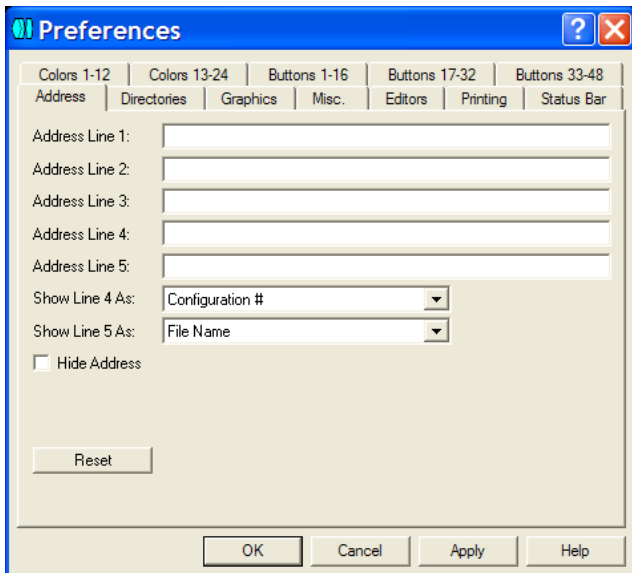 Preferences
Colors 1-12 Colors 13-24 Buttons 1-16 Buttons 17-32 Buttons 33-48
Address Directories Graphics Misc. Editors Printing Status Bar
Address Line 1:
Address Line 2:
Address Line 3:
Address Line 4:
Address Line 5:
Show Line 4 As: Configuration #
Show Line 5 As: File Name
Hide Address
Reset
OK Cancel Apply Help